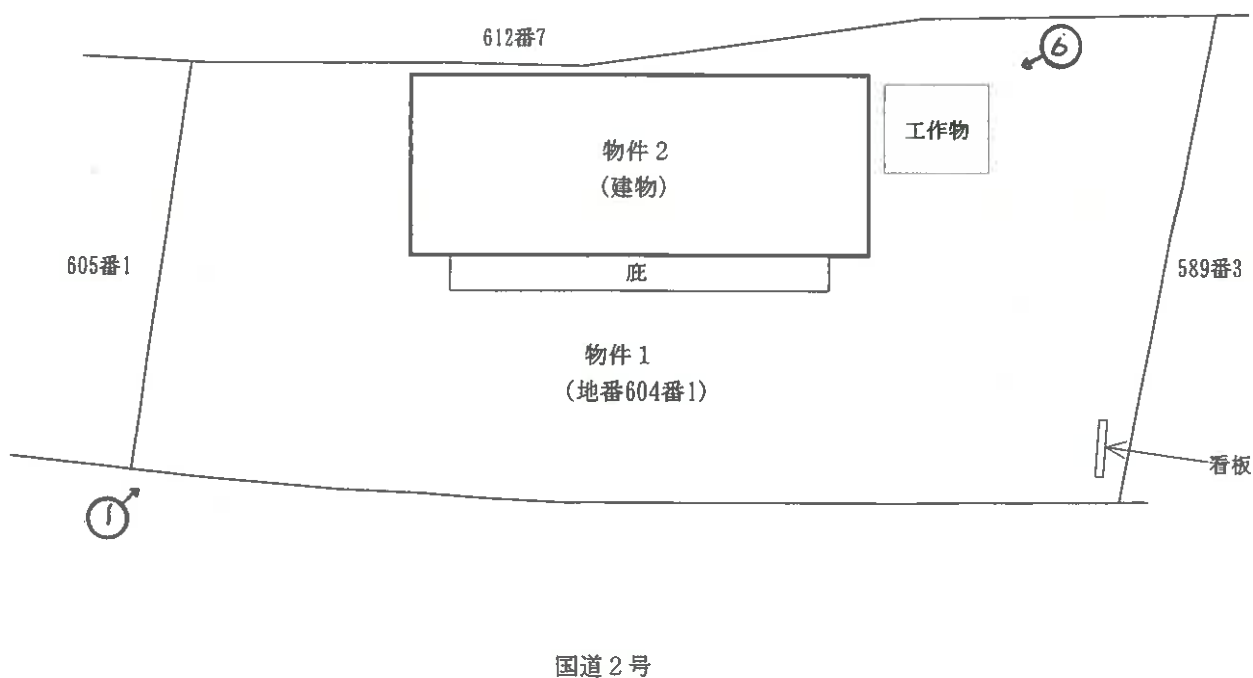 612番7
⑥
工作物
物件2
(建物)
605番1
589番3
庇
物件1
(地番604番1)
看板
①
国道2号